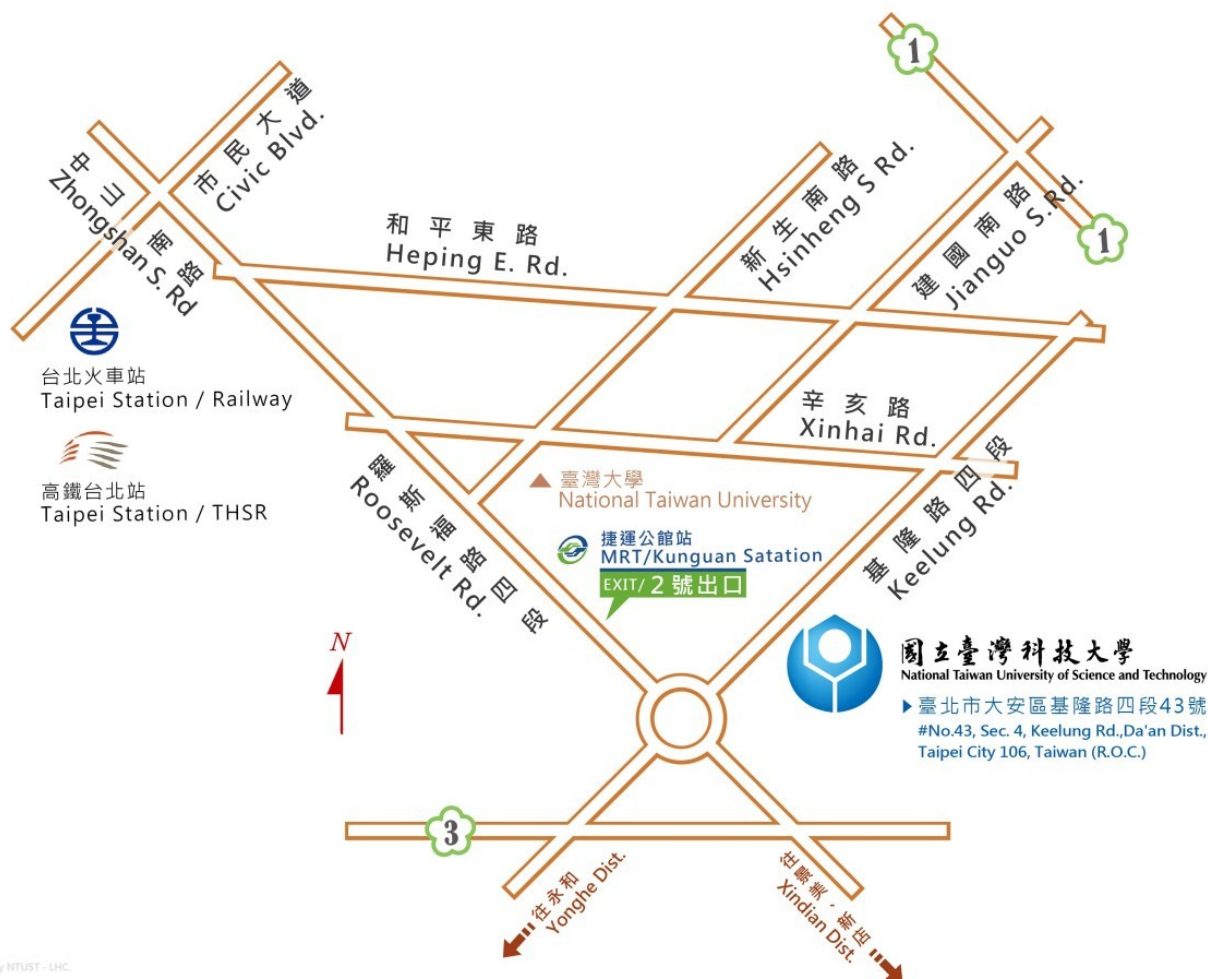 1
市民大道
Civic Blvd.
中山南路
Zhongshan S. Rd
和平東路
Heping E. Rd.
新生南路
Hsinheng S Rd.
建國南路
Jianguo S. Rd.
1
台北火車站
Taipei Station / Railway
高鐵台北站
Taipei Station / THSR
辛亥路
Xinhai Rd.
羅斯福路四段
Roosevelt Rd.
臺灣大學
National Taiwan University
捷運公館站
MRT/Kunguan Satation
EXIT/ 2 號出口
基隆路四段
Keelung Rd.
N
國立臺灣科技大學
National Taiwan University of Science and Technology
臺北市大安區基隆路四段43號
#No.43, Sec. 4, Keelung Rd.,Da'an Dist.,
Taipei City 106, Taiwan (R.O.C.)
3
往永和
Yonghe Dist.
往景美、新店
Xindian Dist.
y NTUST - LHC